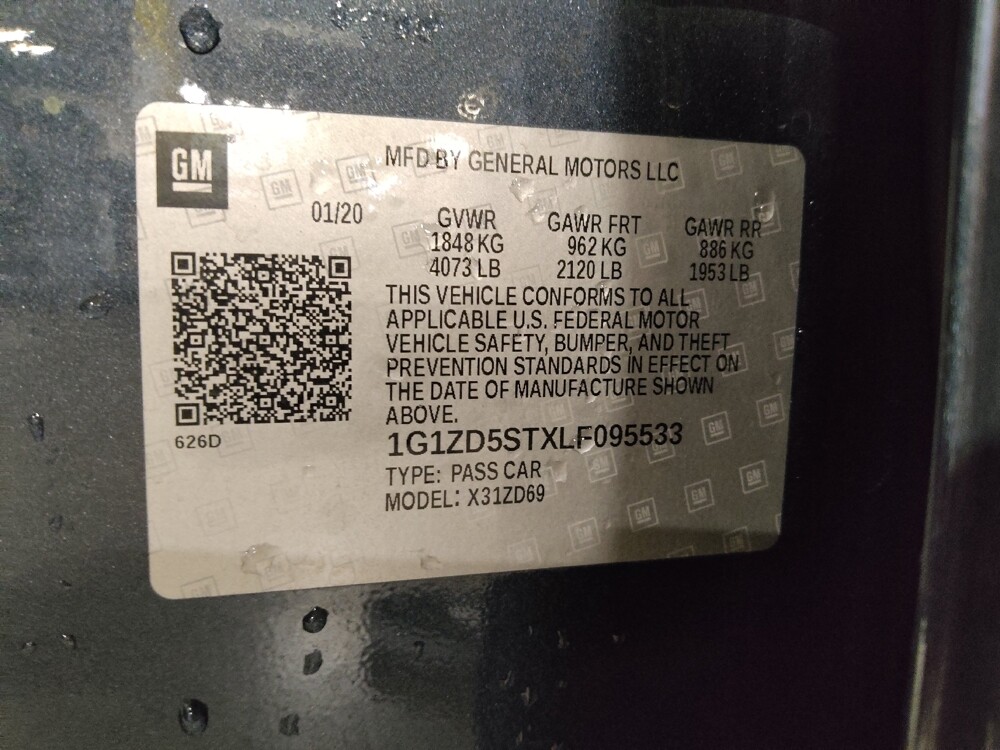 GM
MFD BY GENERAL MOTORS LLC
01/20
GVWR GAWR FRT GAWR RR
1848 KG 962 KG 886 KG
4073 LB 2120 LB 1953 LB
THIS VEHICLE CONFORMS TO ALL
APPLICABLE U.S. FEDERAL MOTOR
VEHICLE SAFETY, BUMPER, AND THEFT
PREVENTION STANDARDS IN EFFECT ON
THE DATE OF MANUFACTURE SHOWN
ABOVE.
626D
1G1ZD5STXLF095533
TYPE: PASS CAR
MODEL: X31ZD69